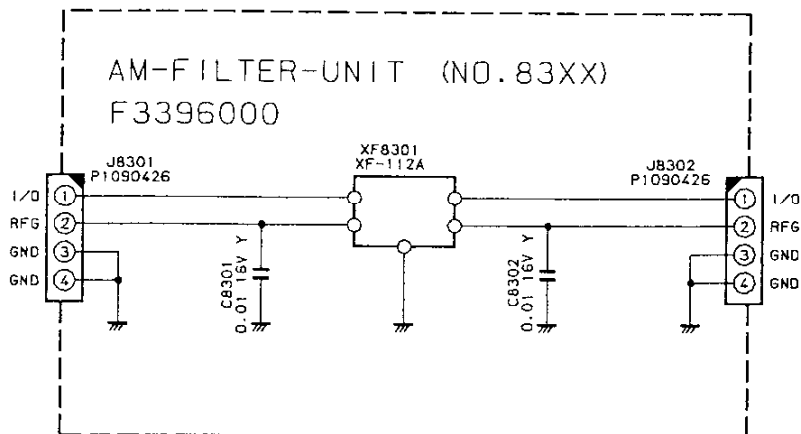 AM-FILTER-UNIT (NO.83XX)
F3396000
J8301
P1090426
XF8301
XF-112A
J8302
P1090426
I/O 1
RFG 2
GND 3
GND 4
1 I/O
2 RFG
3 GND
4 GND
C8301
0.01 16V Y
C8302
0.01 16V Y